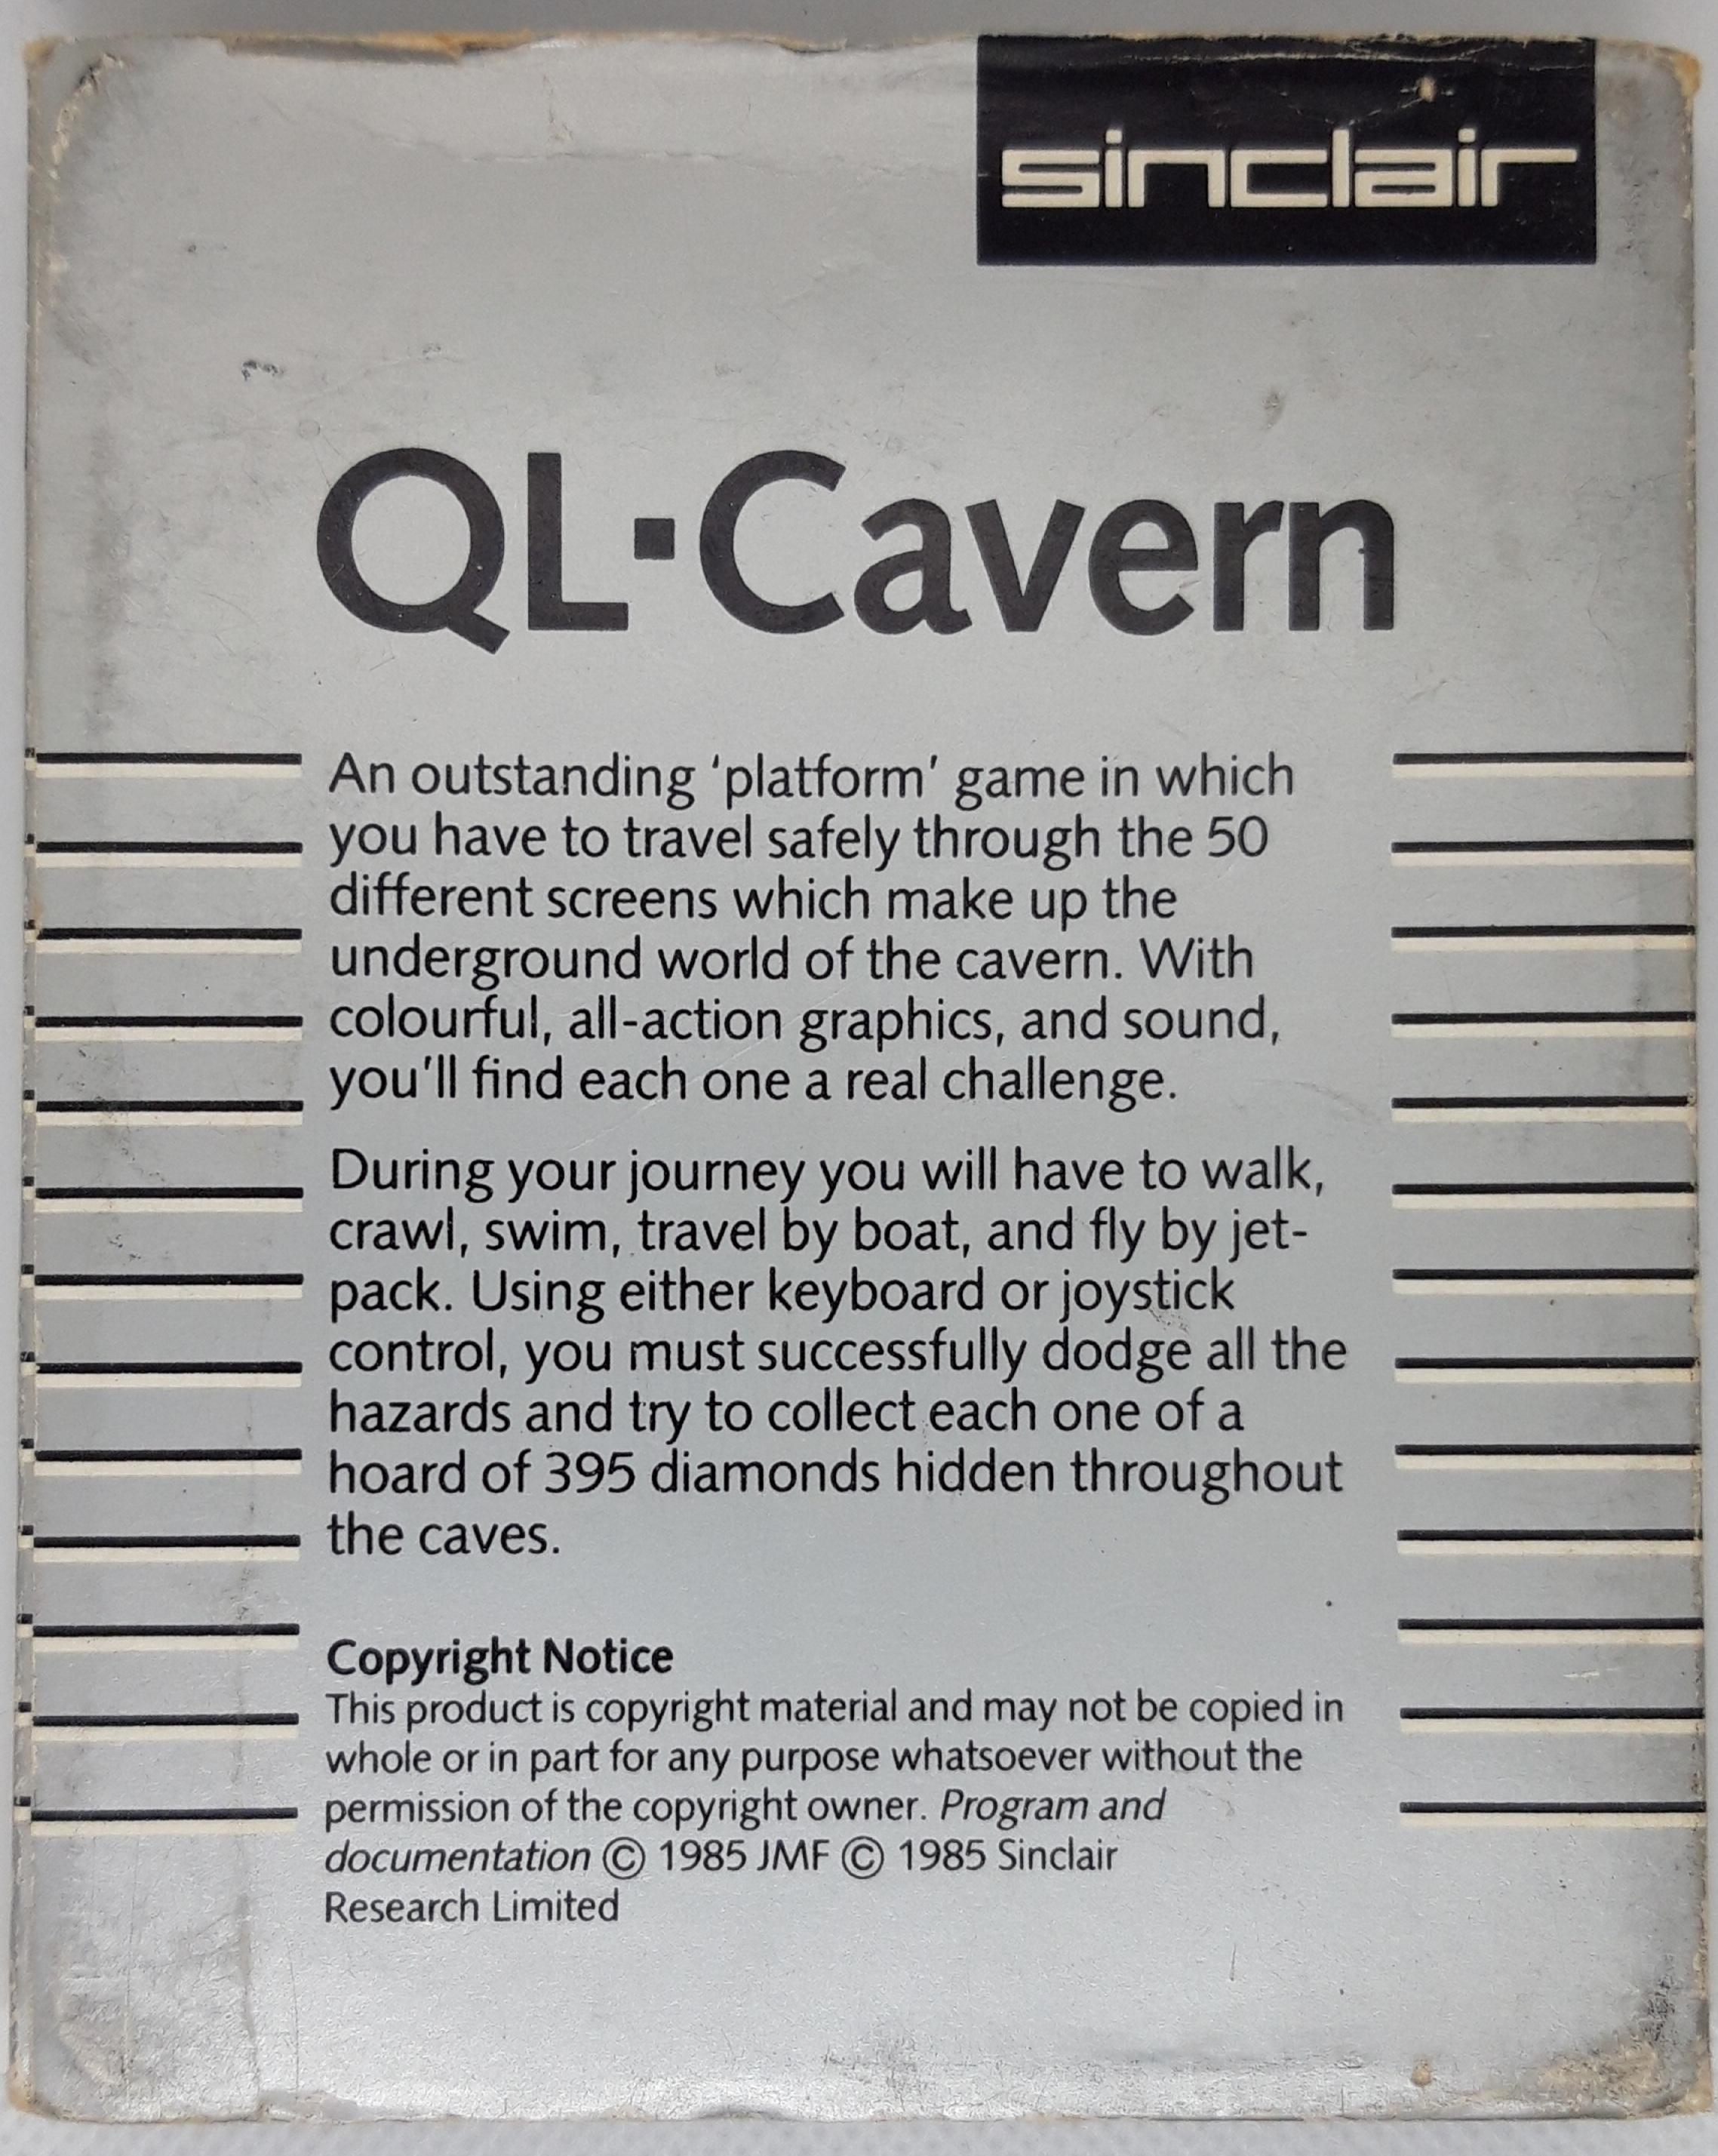 sinclair
QL·Cavern
An outstanding ‘platform’ game in which
you have to travel safely through the 50
different screens which make up the
underground world of the cavern. With
colourful, all-action graphics, and sound,
you'll find each one a real challenge.
During your journey you will have to walk,
crawl, swim, travel by boat, and fly by jet-
pack. Using either keyboard or joystick
control, you must successfully dodge all the
hazards and try to collect each one of a
hoard of 395 diamonds hidden throughout
the caves.
Copyright Notice
This product is copyright material and may not be copied in
whole or in part for any purpose whatsoever without the
permission of the copyright owner. Program and
documentation © 1985 JMF © 1985 Sinclair
Research Limited